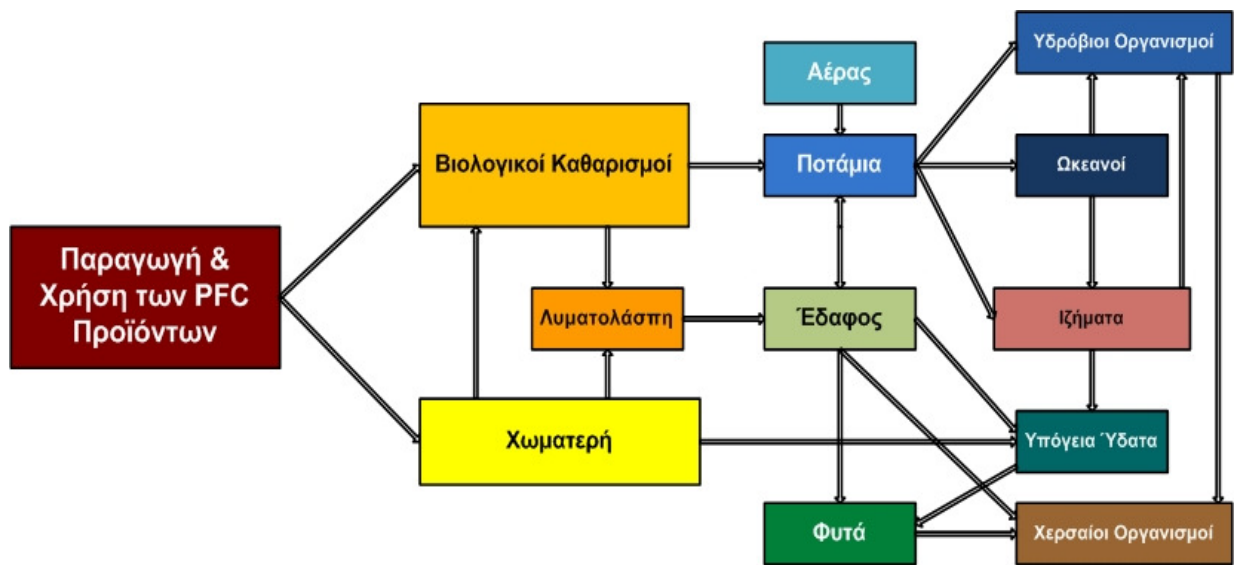 Υδρόβιοι Οργανισμοί
Αέρας
Βιολογικοί Καθαρισμοί
Ποτάμια
Ωκεανοί
Παραγωγή &
Χρήση των PFC
Προϊόντων
Λυματολάσπη
Έδαφος
Ιζήματα
Χωματερή
Υπόγεια Ύδατα
Φυτά
Χερσαίοι Οργανισμοί